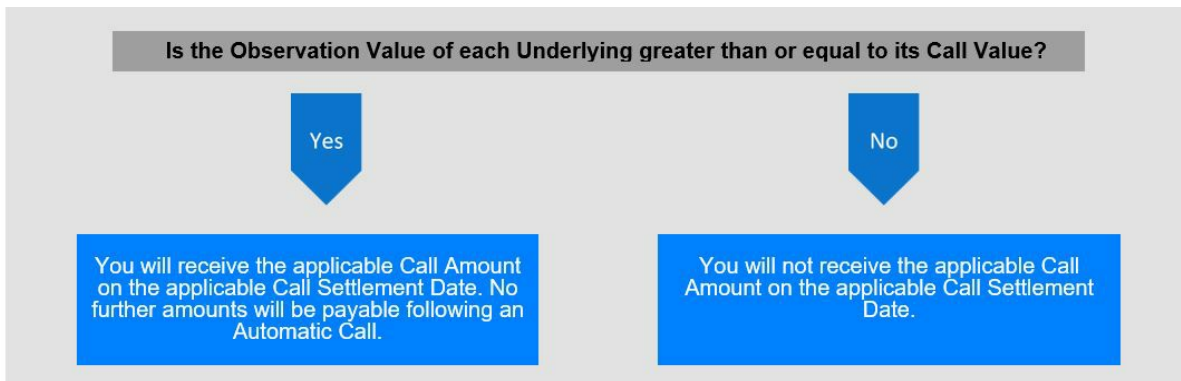 Is the Observation Value of each Underlying greater than or equal to its Call Value?
Yes
No
You will receive the applicable Call Amount
on the applicable Call Settlement Date. No
further amounts will be payable following an
Automatic Call.
You will not receive the applicable Call
Amount on the applicable Call Settlement
Date.